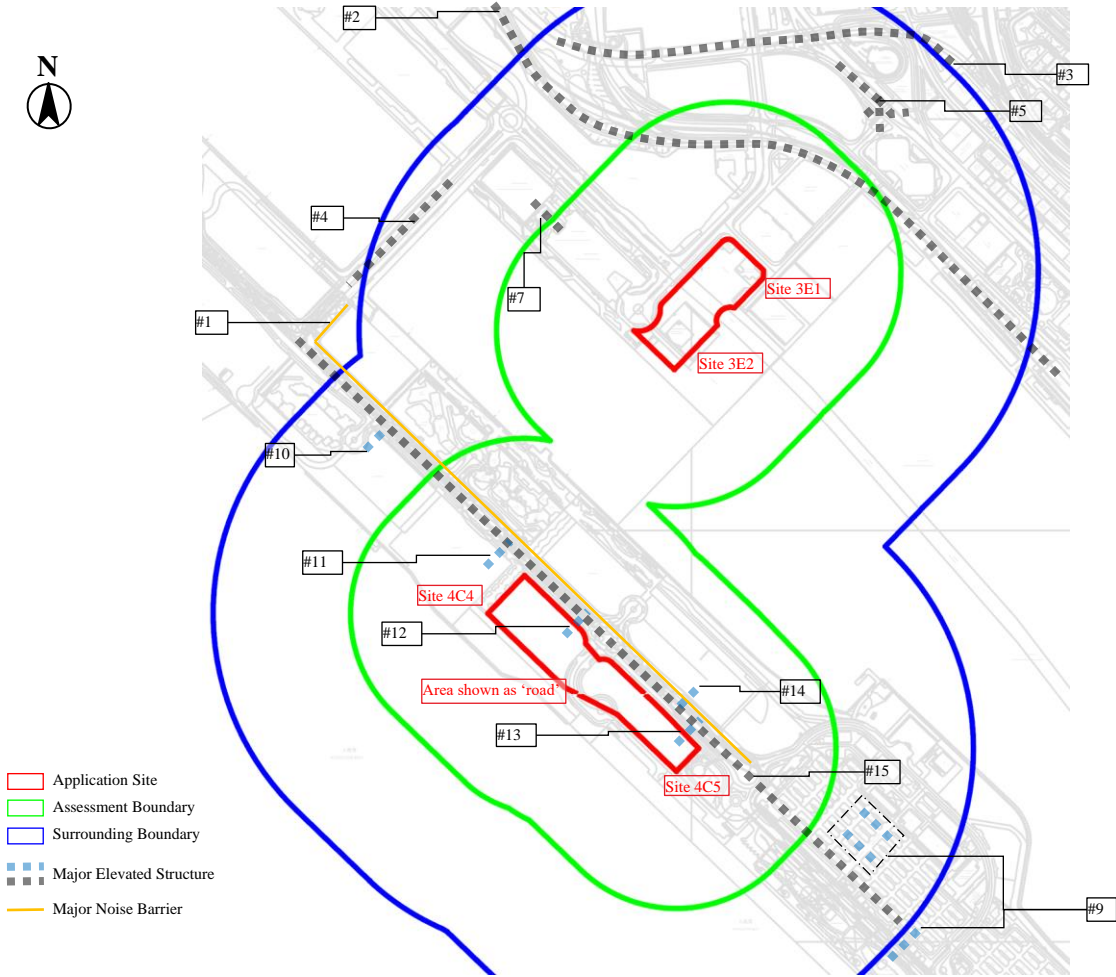 #2
N
#3
#5
#4
#7
Site 3E1
#1
Site 3E2
#10
#11
Site 4C4
#12
Area shown as ‘road’
#14
#13
#15
Site 4C5
Application Site
Assessment Boundary
Surrounding Boundary
Major Elevated Structure
Major Noise Barrier
#9